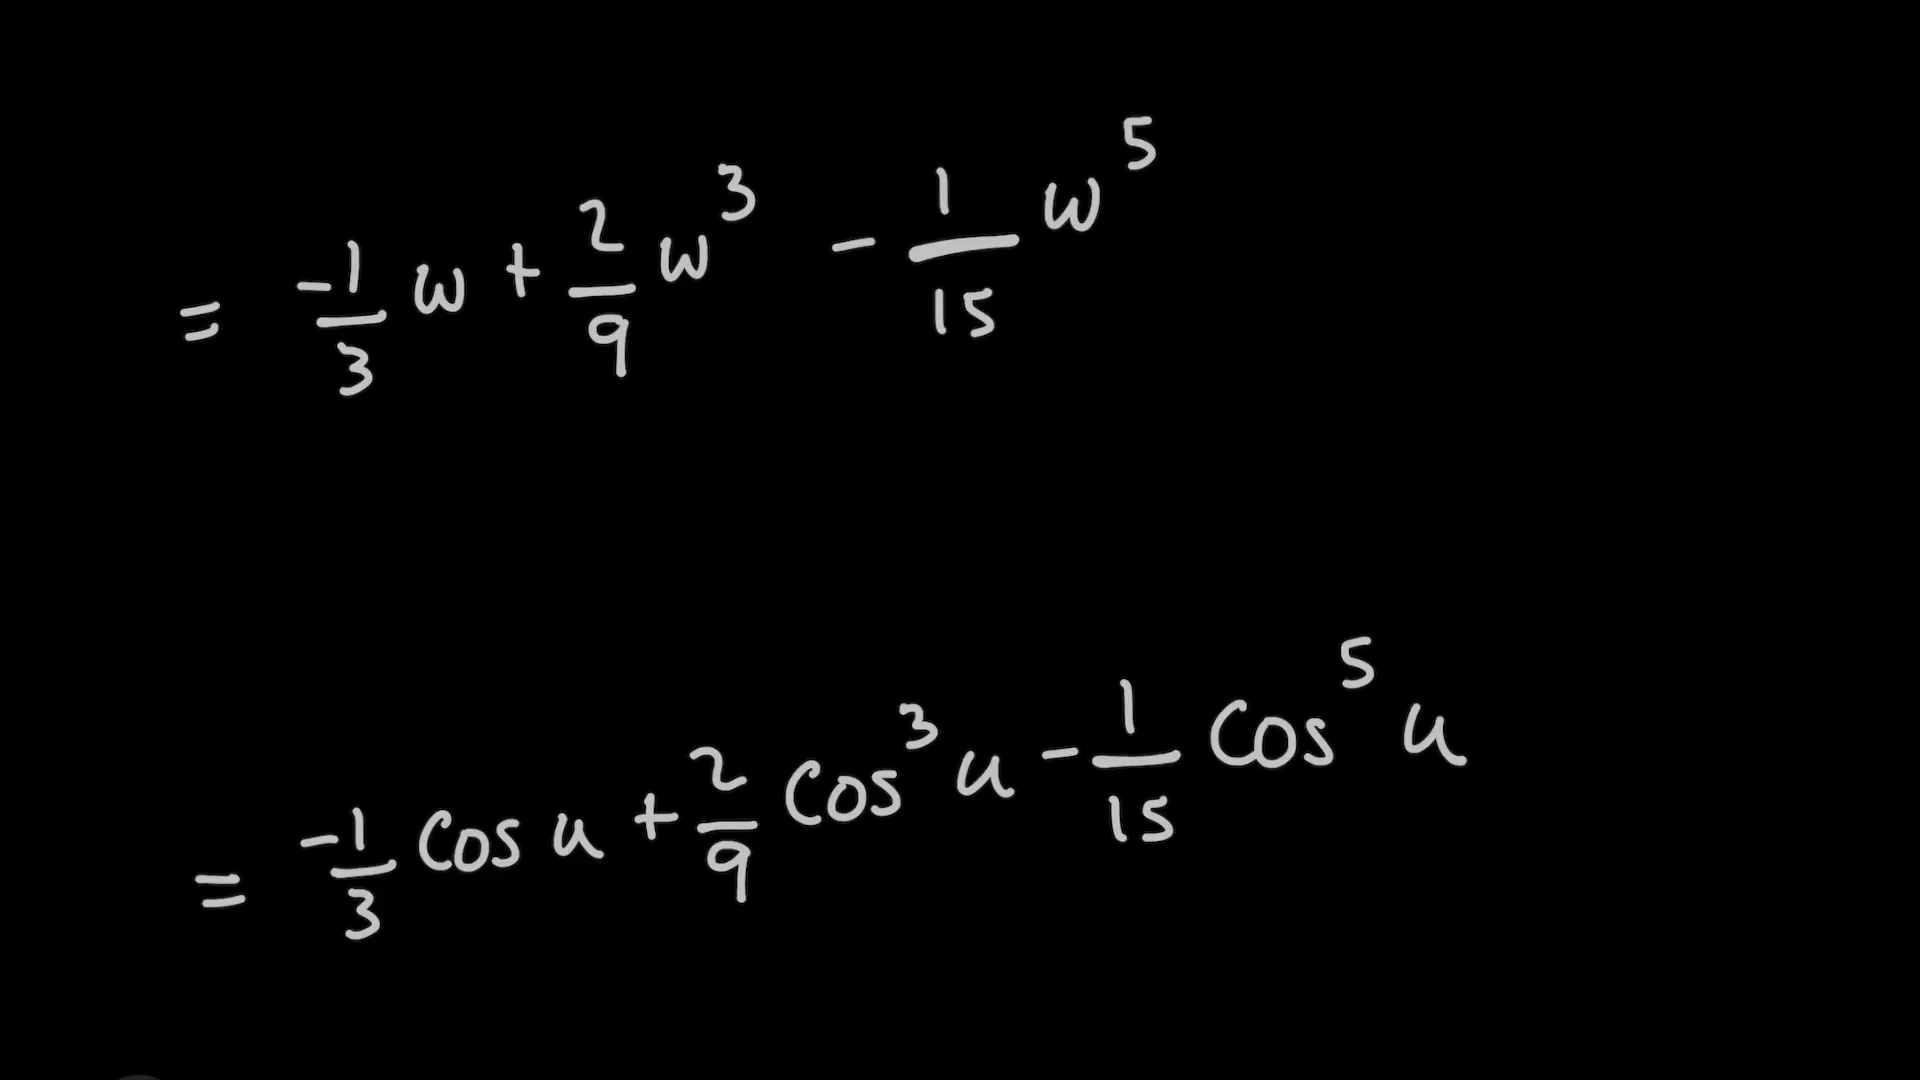 = -1/3 w + 2/9 w^3 - 1/15 w^5
= -1/3 Cos u + 2/9 Cos^3 u - 1/15 Cos^5 u